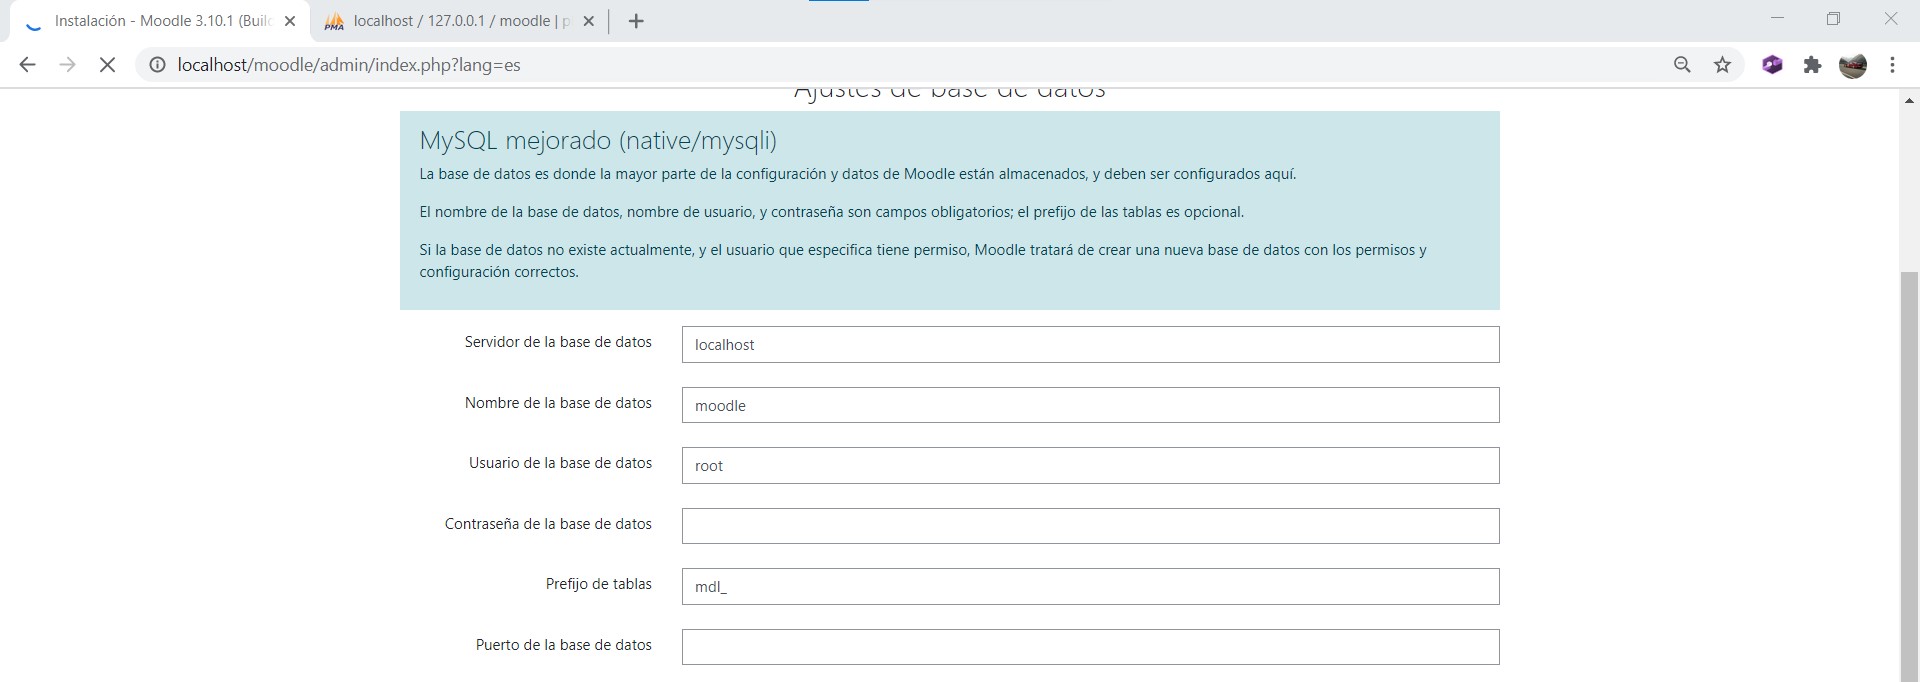 Instalación - Moodle 3.10.1 (Build
localhost / 127.0.0.1 / moodle | p
localhost/moodle/admin/index.php?lang=es
Ajustes de base de datos
MySQL mejorado (native/mysqli)
La base de datos es donde la mayor parte de la configuración y datos de Moodle están almacenados, y deben ser configurados aquí.
El nombre de la base de datos, nombre de usuario, y contraseña son campos obligatorios; el prefijo de las tablas es opcional.
Si la base de datos no existe actualmente, y el usuario que especifica tiene permiso, Moodle tratará de crear una nueva base de datos con los permisos y
configuración correctos.
Servidor de la base de datos
localhost
Nombre de la base de datos
moodle
Usuario de la base de datos
root
Contraseña de la base de datos
Prefijo de tablas
mdl_
Puerto de la base de datos